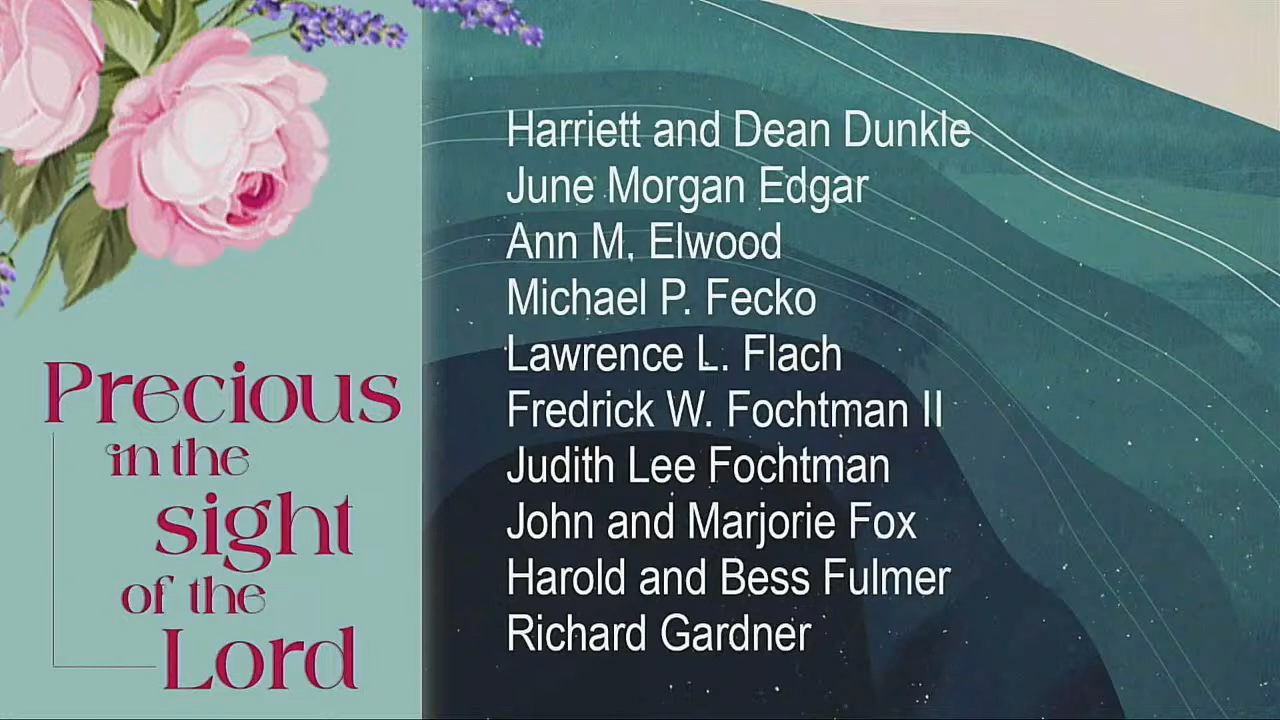 Precious
in the
sight
of the
Lord
Harriett and Dean Dunkle
June Morgan Edgar
Ann M. Elwood
Michael P. Fecko
Lawrence L. Flach
Fredrick W. Fochtman II
Judith Lee Fochtman
John and Marjorie Fox
Harold and Bess Fulmer
Richard Gardner